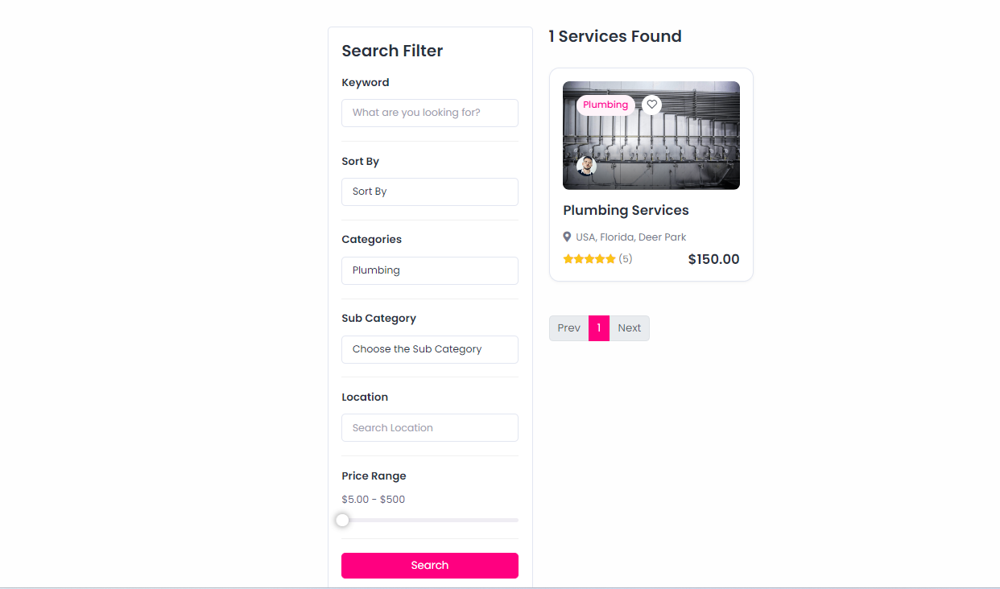 Search Filter
Keyword
What are you looking for?
Sort By
Sort By
Categories
Plumbing
Sub Category
Choose the Sub Category
Location
Search Location
Price Range
$5.00 - $500
Search
1 Services Found
Plumbing
Plumbing Services
USA, Florida, Deer Park
(5)
$150.00
Prev 1 Next